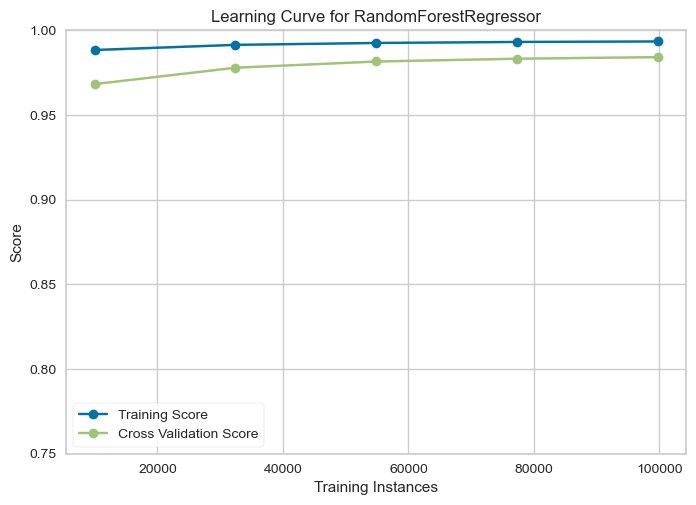 Learning Curve for RandomForestRegressor
1.00
0.95
0.90
0.85
0.80
0.75
Score
Training Score
Cross Validation Score
20000 40000 60000 80000 100000
Training Instances